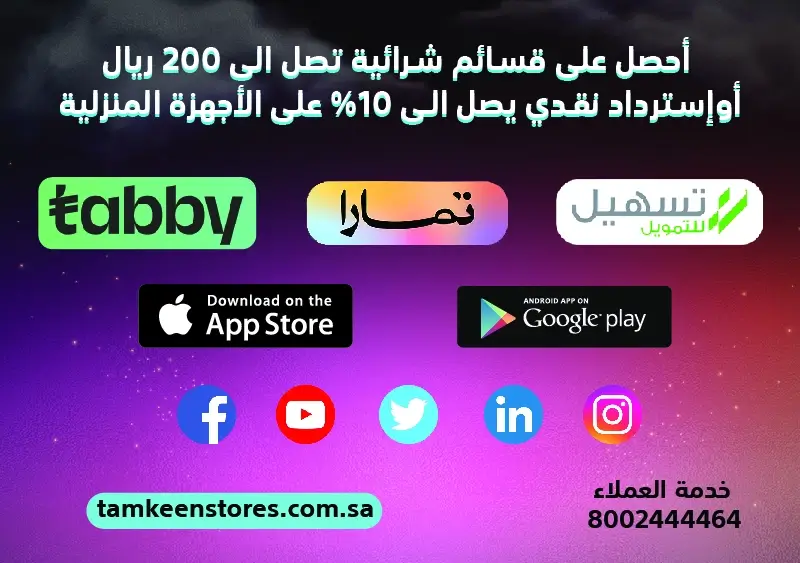 أحصل على قسائم شرائية تصل الى 200 ريال
أوإسترداد نقدي يصل الى 10% على الأجهزة المنزلية
tabby
تمارا
تسهيل
للتمويل
Download on the
App Store
ANDROID APP ON
Google play
خدمة العملاء
8002444464
tamkeenstores.com.sa